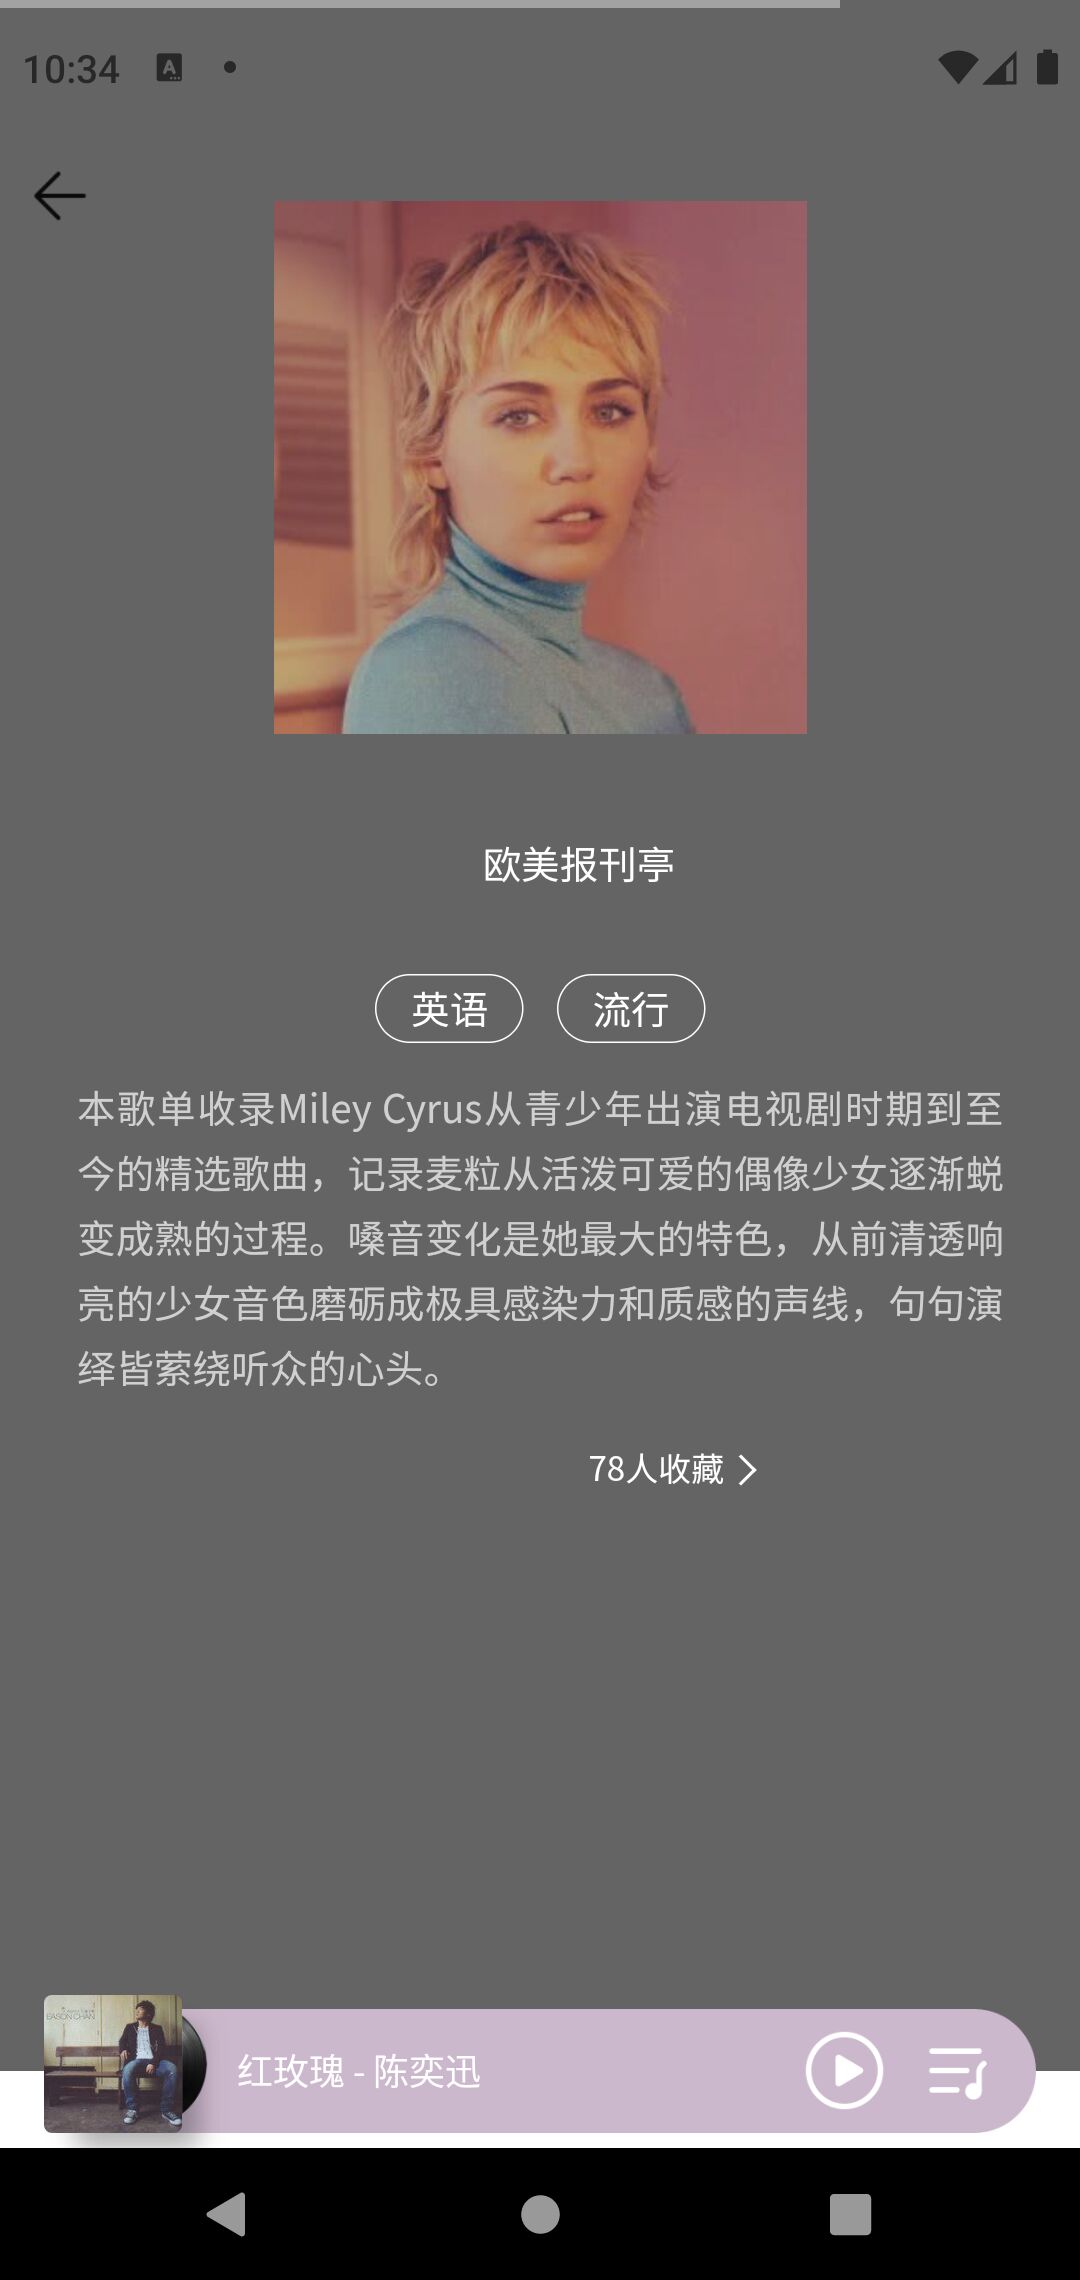 10:34
欧美报刊亭
英语
流行
本歌单收录Miley Cyrus从青少年出演电视剧时期到至
今的精选歌曲，记录麦粒从活泼可爱的偶像少女逐渐蜕
变成熟的过程。嗓音变化是她最大的特色，从前清透响
亮的少女音色磨砺成极具感染力和质感的声线，句句演
绎皆萦绕听众的心头。
78人收藏
EASON CHAN
红玫瑰 - 陈奕迅